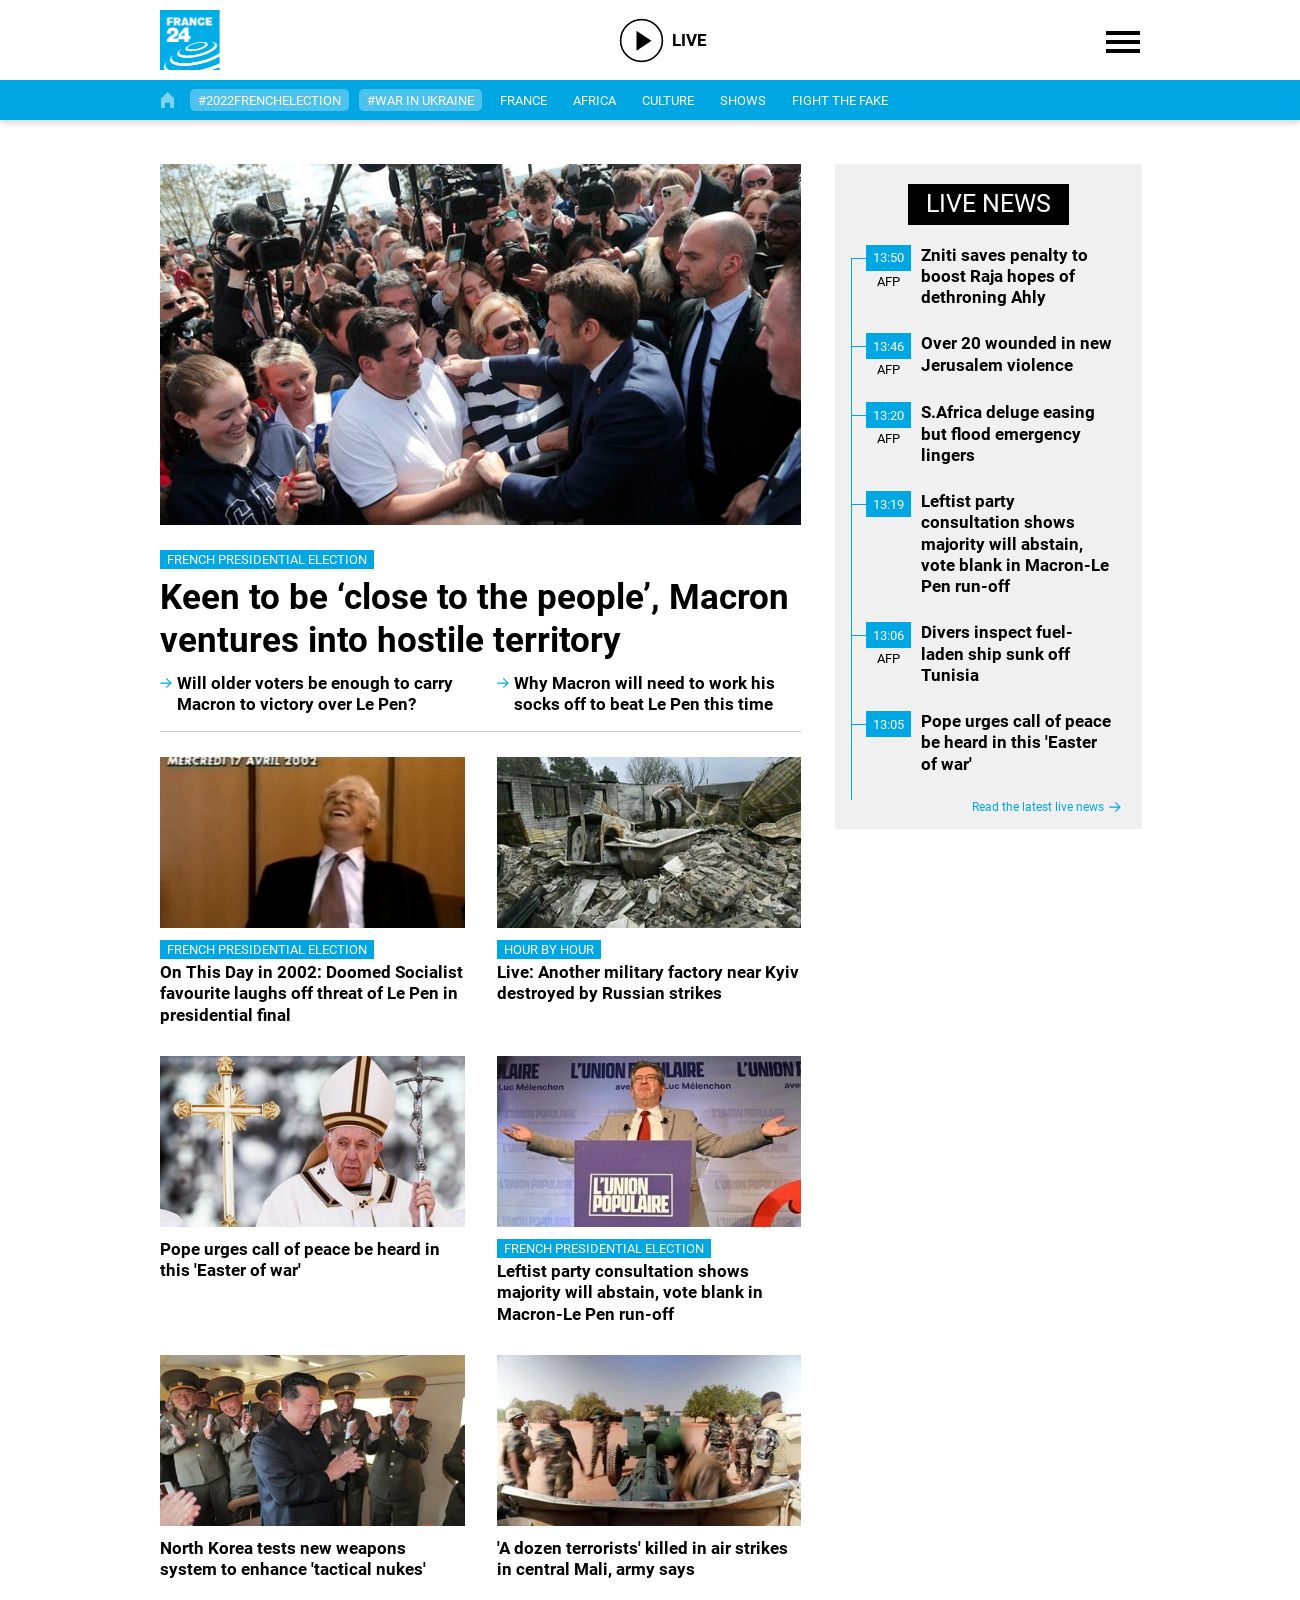 FRANCE
24
LIVE
#2022FRENCHELECTION
#WAR IN UKRAINE
FRANCE
AFRICA
CULTURE
SHOWS
FIGHT THE FAKE
FRENCH PRESIDENTIAL ELECTION
Keen to be ‘close to the people’, Macron
ventures into hostile territory
Will older voters be enough to carry
Macron to victory over Le Pen?
Why Macron will need to work his
socks off to beat Le Pen this time
MERCREDI 17 AVRIL 2002
FRENCH PRESIDENTIAL ELECTION
On This Day in 2002: Doomed Socialist
favourite laughs off threat of Le Pen in
presidential final
HOUR BY HOUR
Live: Another military factory near Kyiv
destroyed by Russian strikes
Pope urges call of peace be heard in
this 'Easter of war'
LAIRE
L'UNION POPULAIRE
L'UNION P
Luc Mélenchon
avec Jean-Luc Mélenchon
ave
L'UNION
POPULAIRE
FRENCH PRESIDENTIAL ELECTION
Leftist party consultation shows
majority will abstain, vote blank in
Macron-Le Pen run-off
North Korea tests new weapons
system to enhance 'tactical nukes'
'A dozen terrorists' killed in air strikes
in central Mali, army says
LIVE NEWS
13:50
AFP
Zniti saves penalty to
boost Raja hopes of
dethroning Ahly
13:46
AFP
Over 20 wounded in new
Jerusalem violence
13:20
AFP
S.Africa deluge easing
but flood emergency
lingers
13:19
Leftist party
consultation shows
majority will abstain,
vote blank in Macron-Le
Pen run-off
13:06
AFP
Divers inspect fuel-
laden ship sunk off
Tunisia
13:05
Pope urges call of peace
be heard in this 'Easter
of war'
Read the latest live news